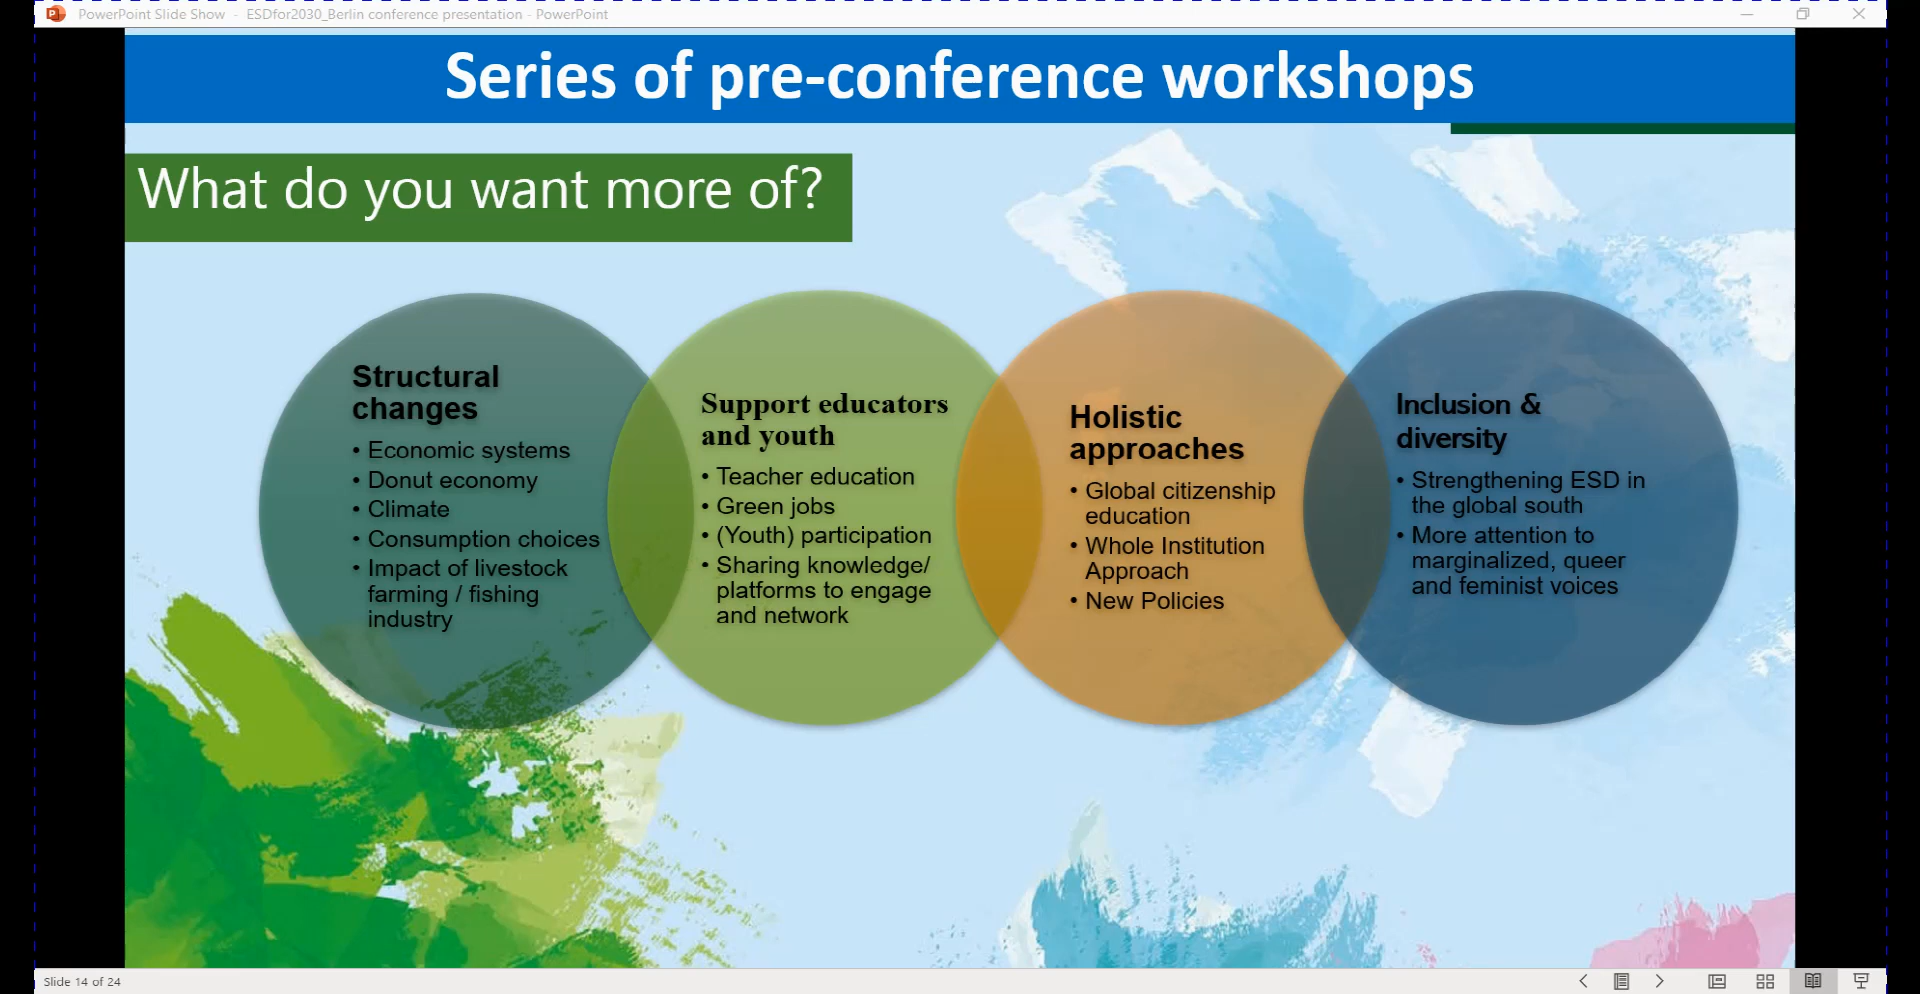 PowerPoint Slide Show - ESDfor2030_Berlin conference presentation - PowerPoint
Series of pre-conference workshops
What do you want more of?
Structural
changes
• Economic systems
• Donut economy
• Climate
• Consumption choices
• Impact of livestock
farming / fishing
industry
Support educators
and youth
• Teacher education
• Green jobs
• (Youth) participation
• Sharing knowledge/
platforms to engage
and network
Holistic
approaches
• Global citizenship
education
• Whole Institution
Approach
• New Policies
Inclusion &
diversity
• Strengthening ESD in
the global south
• More attention to
marginalized, queer
and feminist voices
Slide 14 of 24